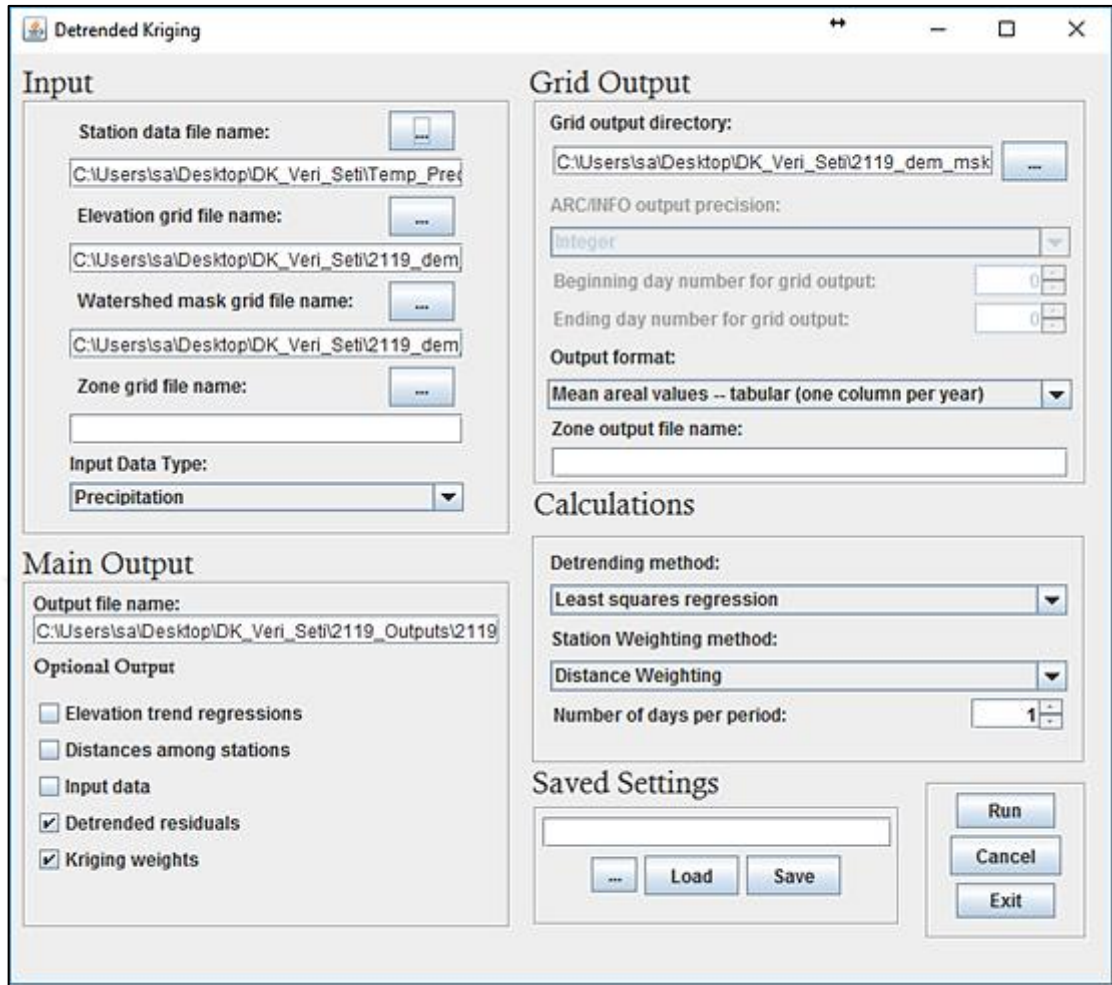 Detrended Kriging
Input
Station data file name:
...
C:\Users\sa\Desktop\DK_Veri_Seti\Temp_Prec
Elevation grid file name:
...
C:\Users\sa\Desktop\DK_Veri_Seti\2119_dem_
Watershed mask grid file name:
...
C:\Users\sa\Desktop\DK_Veri_Seti\2119_dem_
Zone grid file name:
...
Input Data Type:
Precipitation
Main Output
Output file name:
C:\Users\sa\Desktop\DK_Veri_Seti\2119_Outputs\2119
Optional Output
Elevation trend regressions
Distances among stations
Input data
Detrended residuals
Kriging weights
Grid Output
Grid output directory:
C:\Users\sa\Desktop\DK_Veri_Seti\2119_dem_msk
...
ARC/INFO output precision:
Integer
Beginning day number for grid output:
0
Ending day number for grid output:
0
Output format:
Mean areal values -- tabular (one column per year)
Zone output file name:
Calculations
Detrending method:
Least squares regression
Station Weighting method:
Distance Weighting
Number of days per period:
1
Saved Settings
...
Load
Save
Run
Cancel
Exit